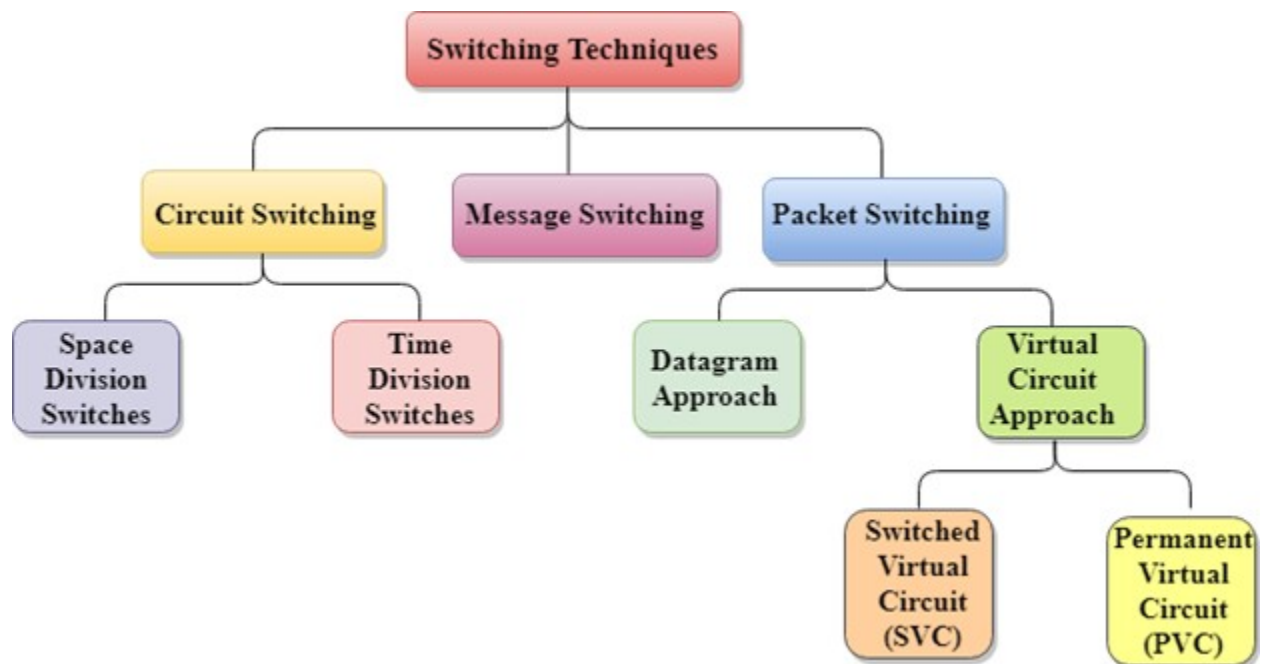 Switching Techniques
Circuit Switching
Message Switching
Packet Switching
Space
Division
Switches
Time
Division
Switches
Datagram
Approach
Virtual
Circuit
Approach
Switched
Virtual
Circuit
(SVC)
Permanent
Virtual
Circuit
(PVC)